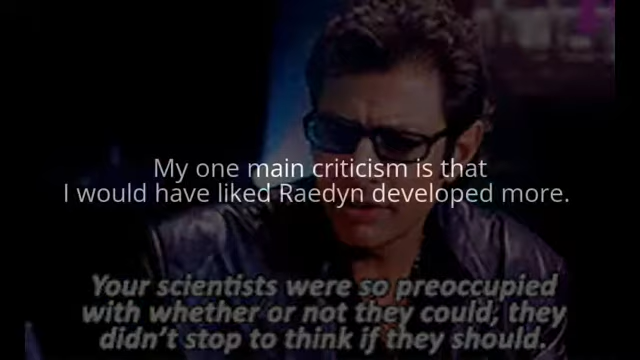 My one main criticism is that
I would have liked Raedyn developed more.
Your scientists were so preoccupied
with whether or not they could, they
didn't stop to think if they should.